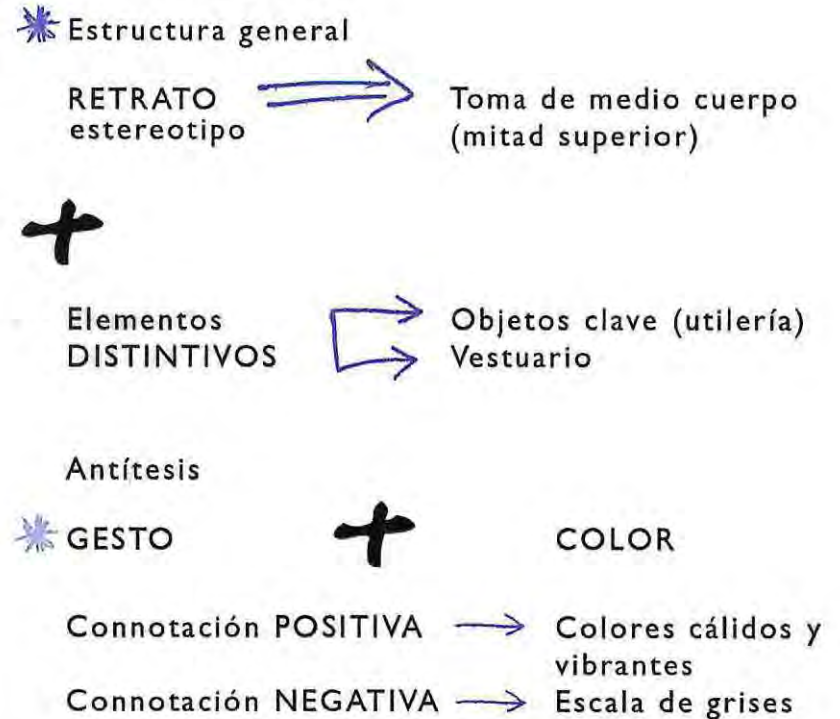 Estructura general
RETRATO
estereotipo
Toma de medio cuerpo
(mitad superior)
Elementos
DISTINTIVOS
Objetos clave (utilería)
Vestuario
Antítesis
GESTO
COLOR
Connotación POSITIVA
Colores cálidos y
vibrantes
Connotación NEGATIVA
Escala de grises